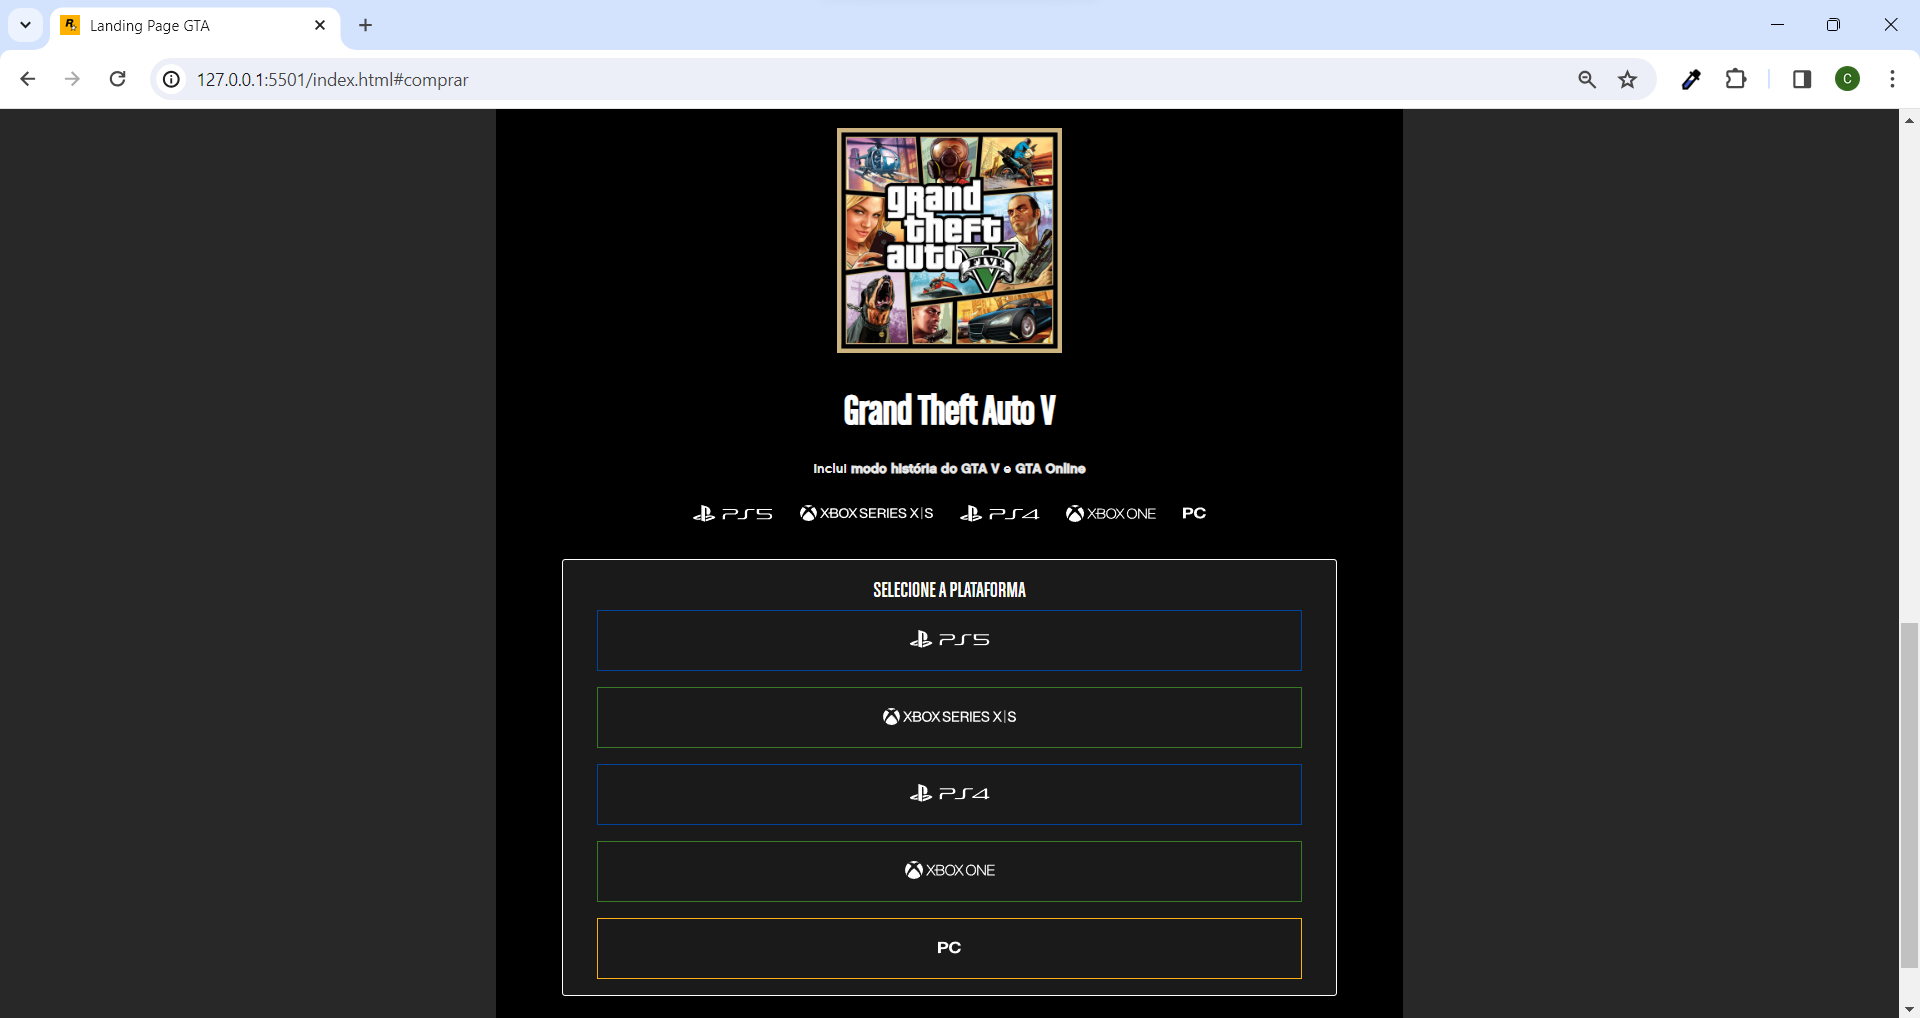 Landing Page GTA
127.0.0.1:5501/index.html#comprar
C
grand
theft
auto
FIVE
Grand Theft Auto V
Inclui modo história do GTA V e GTA Online
PS5 XBOX SERIES X|S PS4 XBOX ONE PC
SELECIONE A PLATAFORMA
PS5
XBOX SERIES X|S
PS4
XBOX ONE
PC